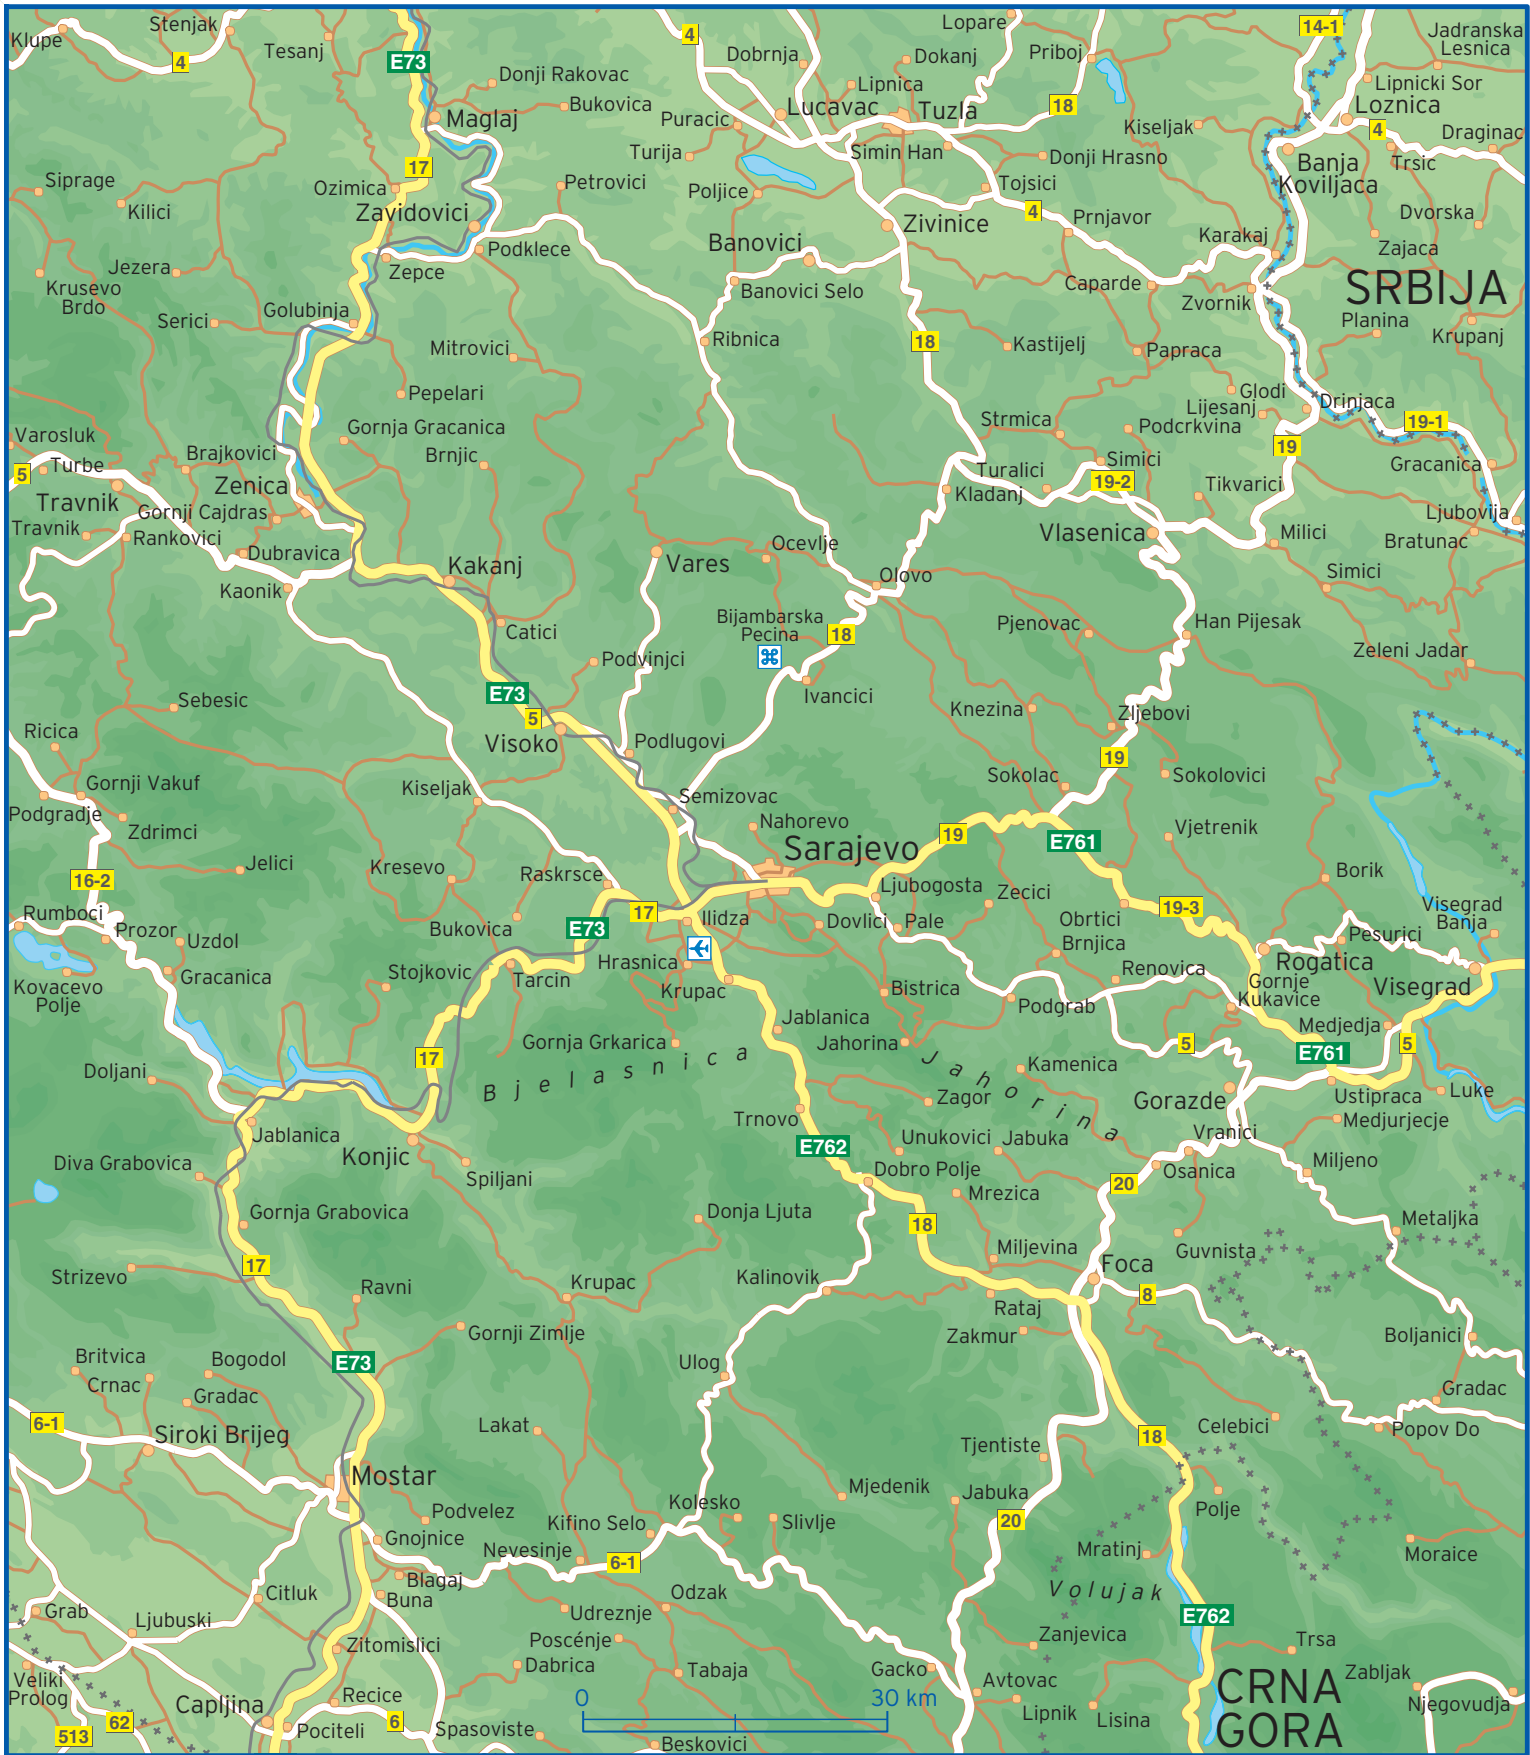 Klupe
Stenjak
Tesanj
4
E73
Donji Rakovac
Bukovica
Maglaj
4
Dobrnja
Lopare
Dokanj
Priboj
Lipnica
Lucavac
Tuzla
18
Puracic
Turija
Simin Han
Kiseljak
Donji Hrasno
14-1
Jadranska
Lesnica
Lipnicki Sor
Loznica
4
Draginac
Trsic
Banja
Koviljaca
17
Siprage
Kilici
Ozimica
Zavidovici
Petrovici
Poljice
Tojsici
4
Prnjavor
Zivinice
Dvorska
Zajaca
Karakaj
Podklece
Banovici
Jezera
Krusevo
Brdo
Zepce
Banovici Selo
Caparde
Zvornik
SRBIJA
Golubinja
Serici
Planina
Krupanj
Mitrovici
Ribnica
18
Kastijelj
Papraca
Pepelari
Glodi
Lijesanj
Drinjaca
Gornja Gracanica
Brnjic
Strmica
Podcrkvina
19-1
Varosluk
5
Turbe
Travnik
Brajkovici
Zenica
19
Turalici
Simici
19-2
Gracanica
Kladanj
Tikvarici
Gornji Cajdras
Travnik
Rankovici
Dubravica
Vlasenica
Milici
Ljubovija
Bratunac
Kaonik
Kakanj
Vares
Ocevlje
Olovo
Simici
Catici
Bijambarska
Pecina
18
Pjenovac
Han Pijesak
Zeleni Jadar
Podvinjci
Ivancici
E73
5
Visoko
Sebesic
Ricica
Knezina
Zljebovi
Podlugovi
19
Gornji Vakuf
Podgradje
Zdrimci
Kiseljak
Sokolac
Sokolovici
Semizovac
Nahorevo
19
Sarajevo
E761
Vjetrenik
Jelici
Kresevo
Raskrsce
16-2
Ljubogosta
Zecici
Borik
Rumboci
Prozor
Uzdol
Bukovica
17
E73
Ilidza
Dovlici
Pale
Obrtici
Brnjica
19-3
Visegrad
Banja
Pesurici
Rogatica
Kovacevo
Polje
Gracanica
Stojkovic
Tarcin
Hrasnica
Krupac
Bistrica
Renovica
Gornje
Kukavice
Visegrad
Podgrab
Jablanica
Medjedja
Gornja Grkarica
Jahorina
5
E761
5
Doljani
17
Bjelasnica
Jahorina
Kamenica
Zagor
Gorazde
Ustipraca
Luke
Trnovo
Medjurjecje
Jablanica
Konjic
E762
Unukovici
Jabuka
Vranici
Diva Grabovica
Spiljani
Dobro Polje
Osanica
Miljeno
20
Mrezica
Gornja Grabovica
Donja Ljuta
18
Metaljka
Miljevina
Guvnista
Strizevo
17
Ravni
Krupac
Kalinovik
Foca
8
Rataj
Gornji Zimlje
Zakmur
Boljanici
Britvica
Crnac
Bogodol
Gradac
E73
Ulog
Gradac
6-1
Siroki Brijeg
Lakat
Celebici
Popov Do
Tjentiste
18
Mostar
Mjedenik
Jabuka
Podvelez
Kolesko
Slivlje
20
Polje
Gnojnice
Kifino Selo
Nevesinje
6-1
Mratinj
Moraice
Blagaj
Volujak
Citluk
Buna
Odzak
Grab
Ljubuski
Udreznje
E762
Zitomislici
Poscénje
Zanjevica
Trsa
Veliki
Prolog
Dabrica
Tabaja
Gacko
Avtovac
Zabljak
Capljina
Recice
0
30 km
CRNA
GORA
Njegovudja
62
6
Lipnik
Lisina
513
Pociteli
Spasoviste
Beskovici